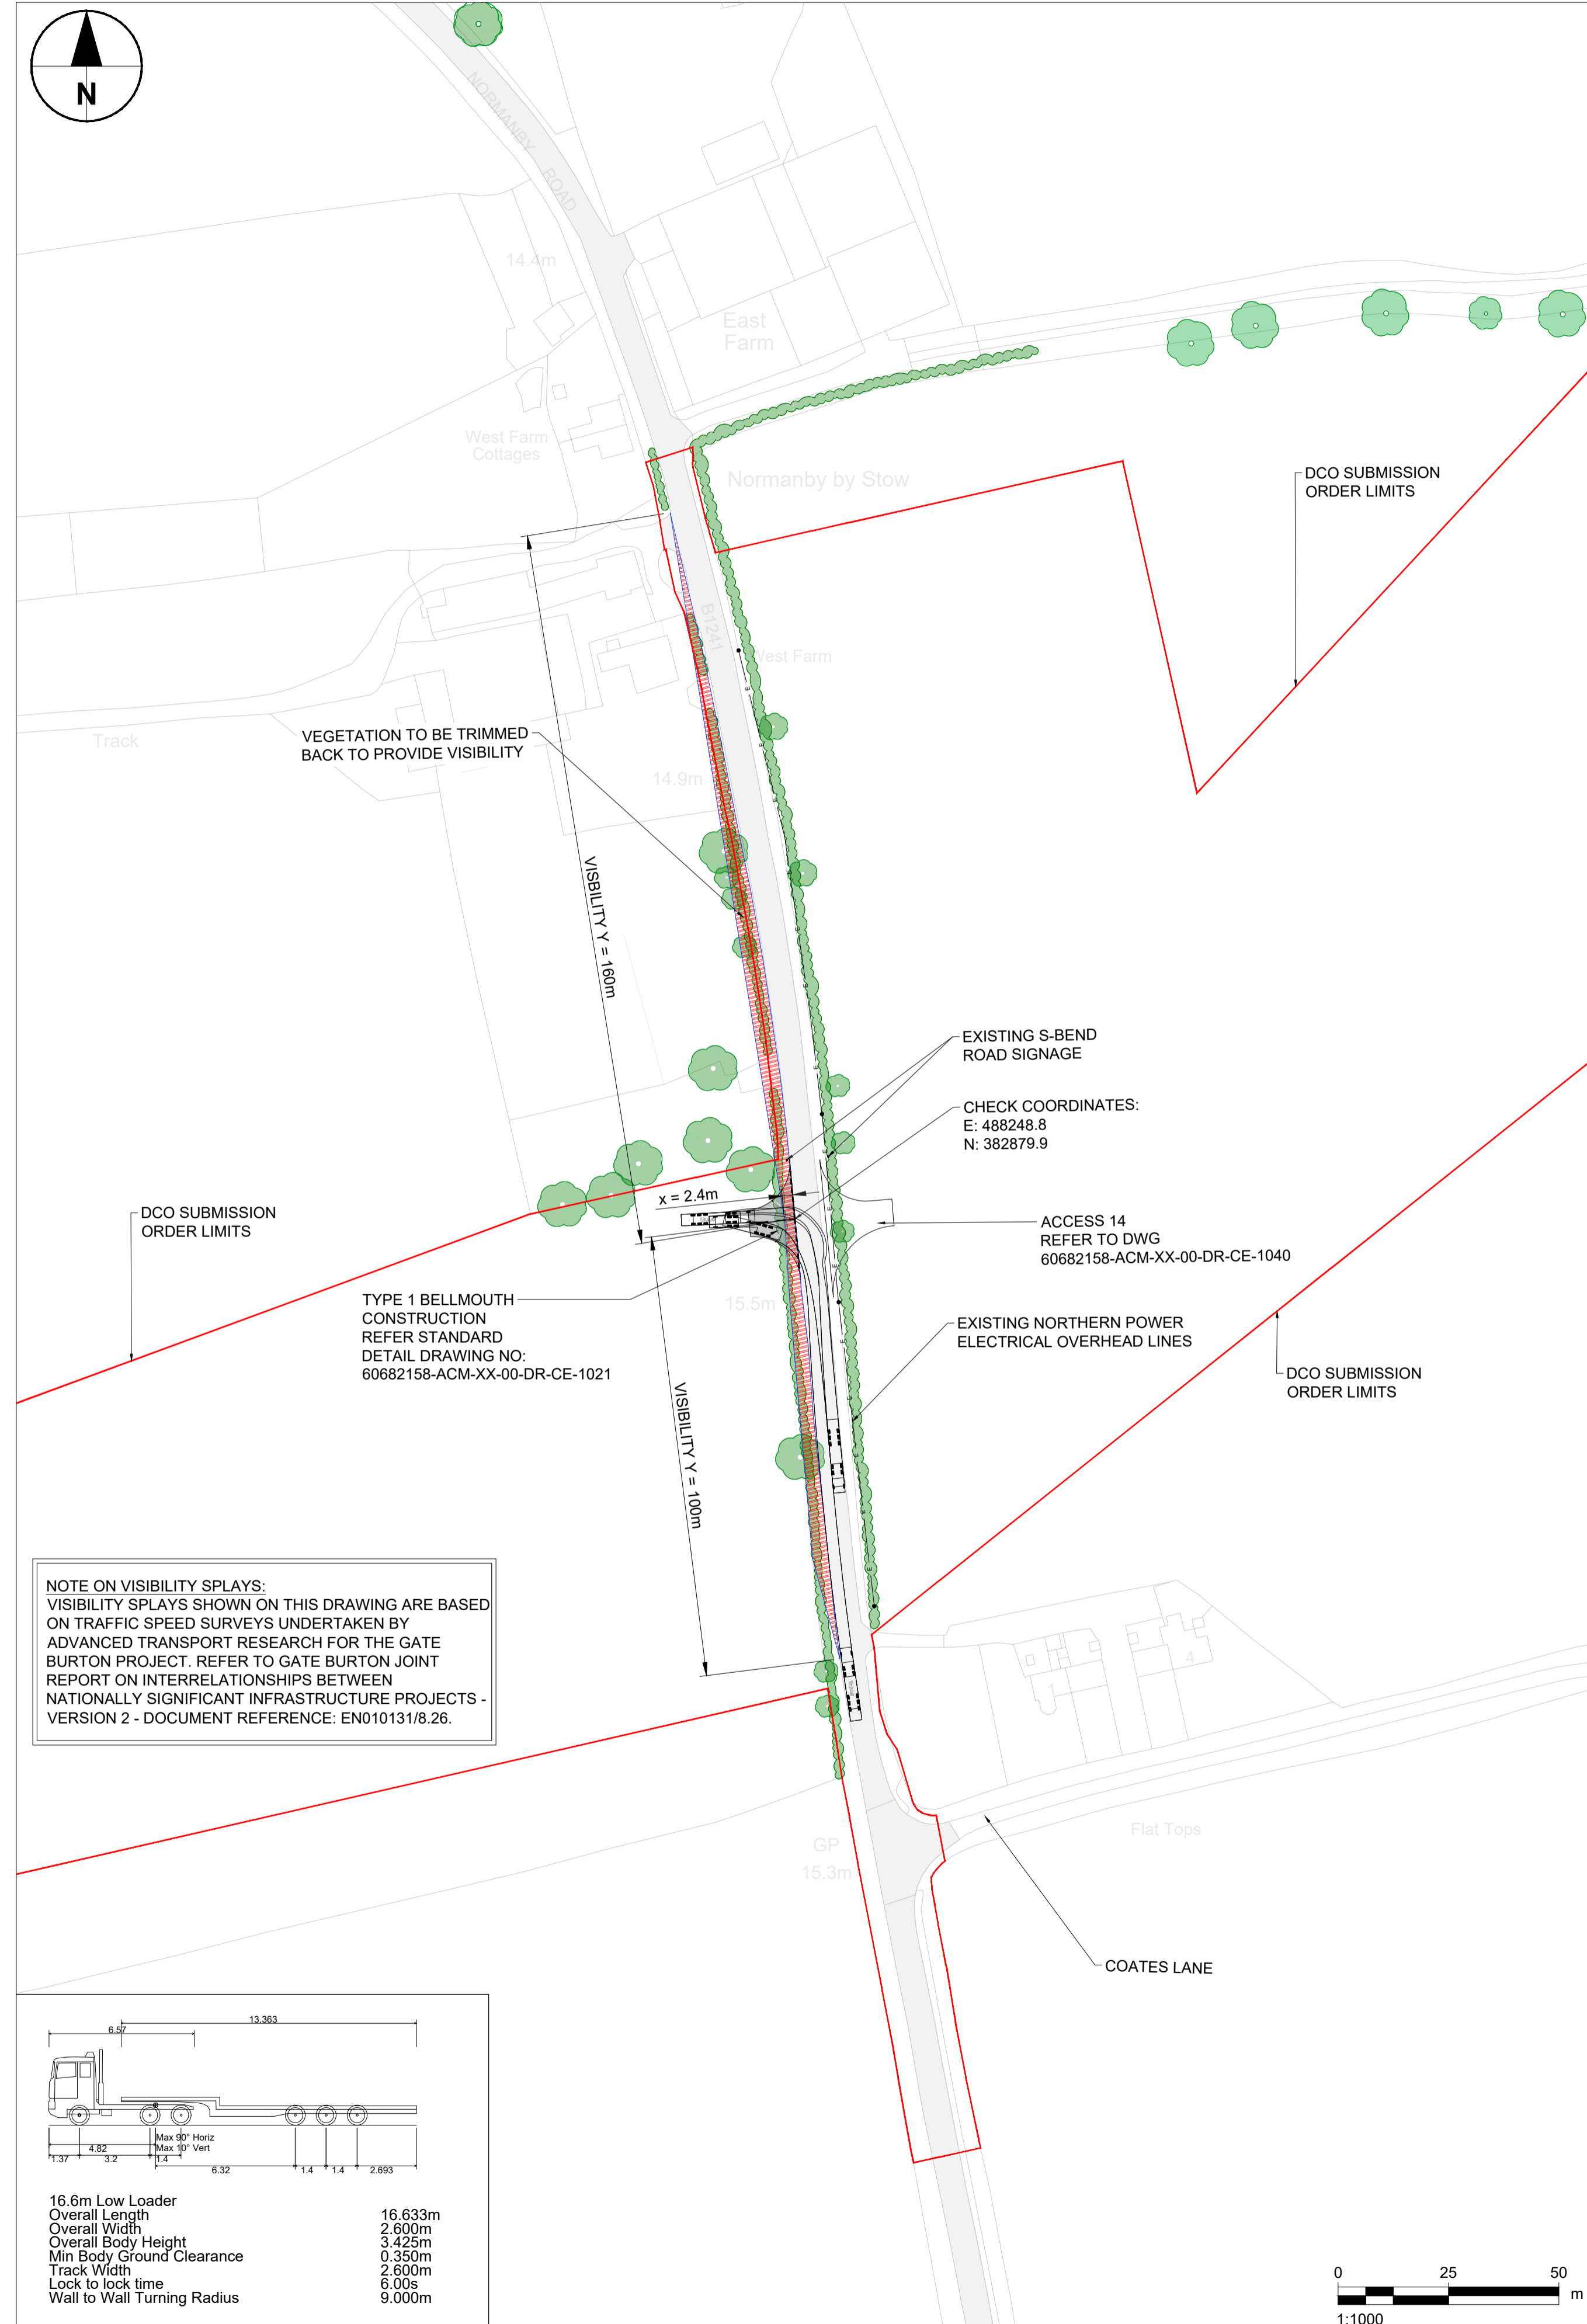 N
NORMANBY ROAD
14.4m
East
Farm
West Farm
Cottages
Normanby by Stow
DCO SUBMISSION
ORDER LIMITS
B1241
West Farm
Track
VEGETATION TO BE TRIMMED
BACK TO PROVIDE VISIBILITY
14.9m
VISBILITY Y = 160m
EXISTING S-BEND
ROAD SIGNAGE
CHECK COORDINATES:
E: 488248.8
N: 382879.9
x = 2.4m
DCO SUBMISSION
ORDER LIMITS
ACCESS 14
REFER TO DWG
60682158-ACM-XX-00-DR-CE-1040
TYPE 1 BELLMOUTH
CONSTRUCTION
REFER STANDARD
DETAIL DRAWING NO:
60682158-ACM-XX-00-DR-CE-1021
15.5m
EXISTING NORTHERN POWER
ELECTRICAL OVERHEAD LINES
DCO SUBMISSION
ORDER LIMITS
VISIBILITY Y = 100m
NOTE ON VISIBILITY SPLAYS:
VISIBILITY SPLAYS SHOWN ON THIS DRAWING ARE BASED
ON TRAFFIC SPEED SURVEYS UNDERTAKEN BY
ADVANCED TRANSPORT RESEARCH FOR THE GATE
BURTON PROJECT. REFER TO GATE BURTON JOINT
REPORT ON INTERRELATIONSHIPS BETWEEN
NATIONALLY SIGNIFICANT INFRASTRUCTURE PROJECTS -
VERSION 2 - DOCUMENT REFERENCE: EN010131/8.26.
1
4
GP
15.3m
Flat Tops
COATES LANE
13.363
6.57
Max 90° Horiz
Max 10° Vert
4.82
1.37 3.2 1.4
6.32 1.4 1.4 2.693
16.6m Low Loader
Overall Length 16.633m
Overall Width 2.600m
Overall Body Height 3.425m
Min Body Ground Clearance 0.350m
Track Width 2.600m
Lock to lock time 6.00s
Wall to Wall Turning Radius 9.000m
0 25 50
m
1:1000